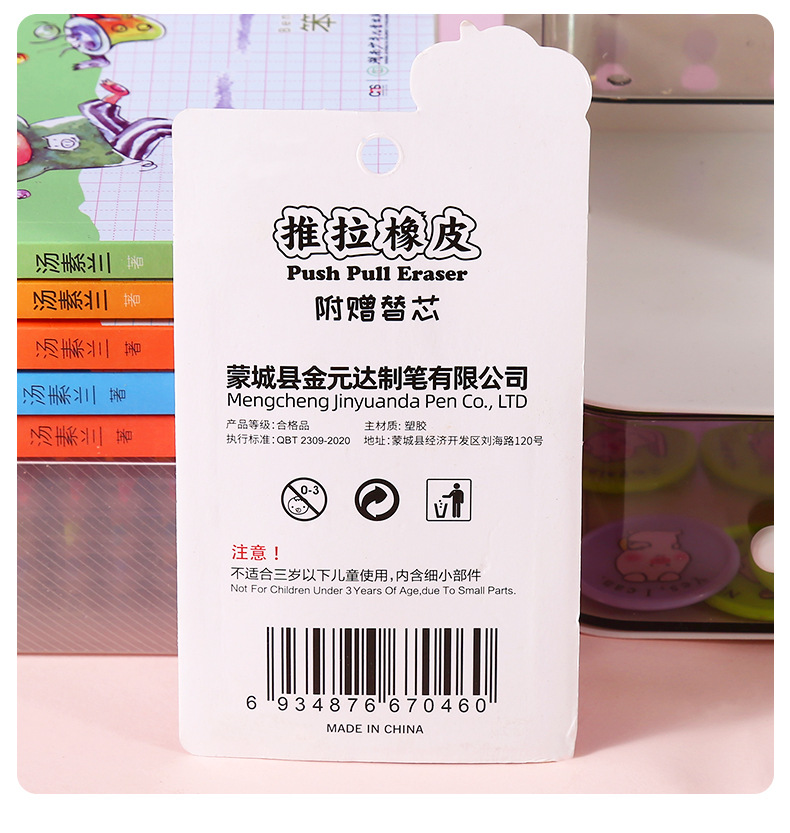 Ben
笨
汤素兰 著
汤素兰 著
汤素兰 著
汤素兰 著
汤素兰 著
推拉橡皮
Push Pull Eraser
附赠替芯
蒙城县金元达制笔有限公司
Mengcheng Jinyuanda Pen Co., LTD
产品等级:合格品 主材质: 塑胶
执行标准:QBT 2309-2020 地址:蒙城县经济开发区刘海路120号
0-3
注意！
不适合三岁以下儿童使用,内含细小部件
Not For Children Under 3 Years Of Age,due To Small Parts.
6 934876 670460
MADE IN CHINA